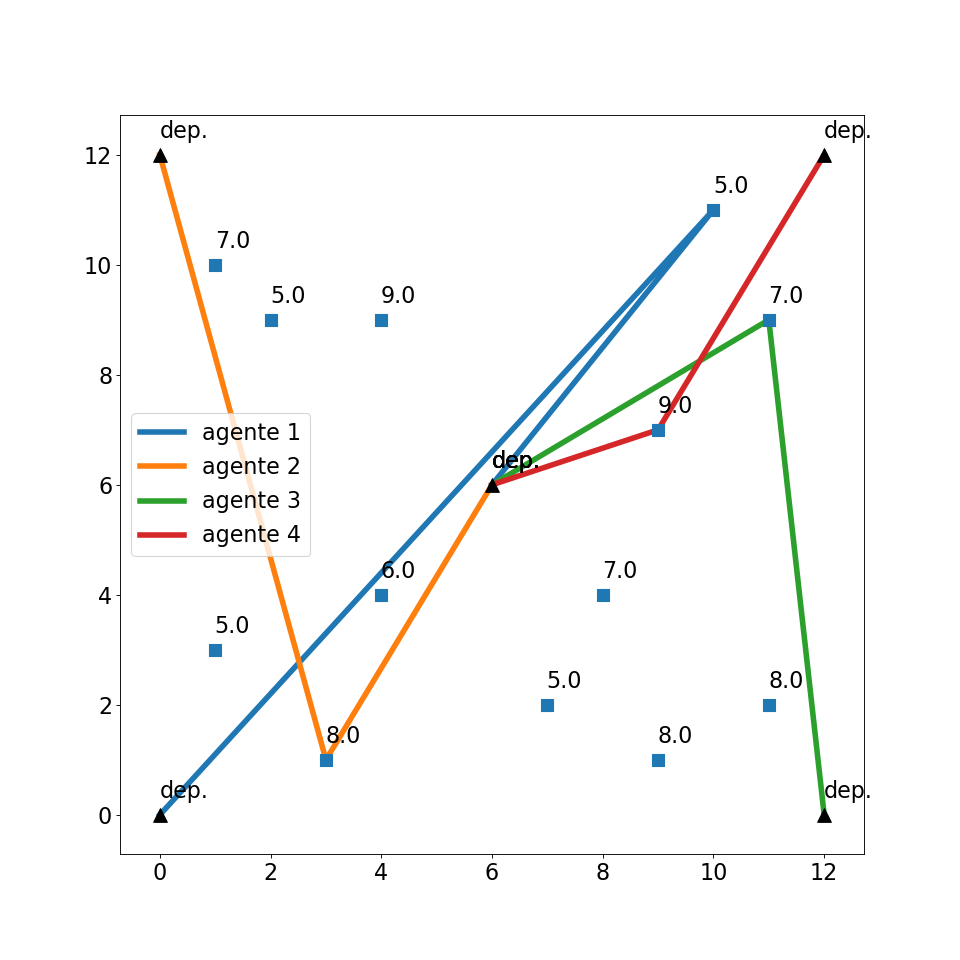 dep. dep.
12
5.0
7.0
10
5.0 9.0 7.0
8
9.0
agente 1
agente 2
agente 3
agente 4
dep.
6
6.0 7.0
4
5.0
5.0 8.0
2
8.0 8.0
dep. dep.
0
0 2 4 6 8 10 12